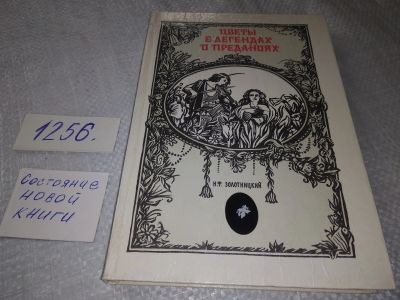 ЦВЕТЫ
В ЛЕГЕНДАХ
И ПРЕДАНИЯХ
Н.Ф. ЗОЛОТНИЦКИЙ
1256.
Состояние
новой
книги